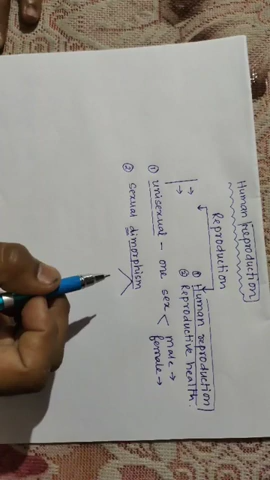 Human Reproduction
Reproduction
① Human reproduction
② Reproductive health.
① unisexual - one sex < male →
female →
② sexual dimorphism